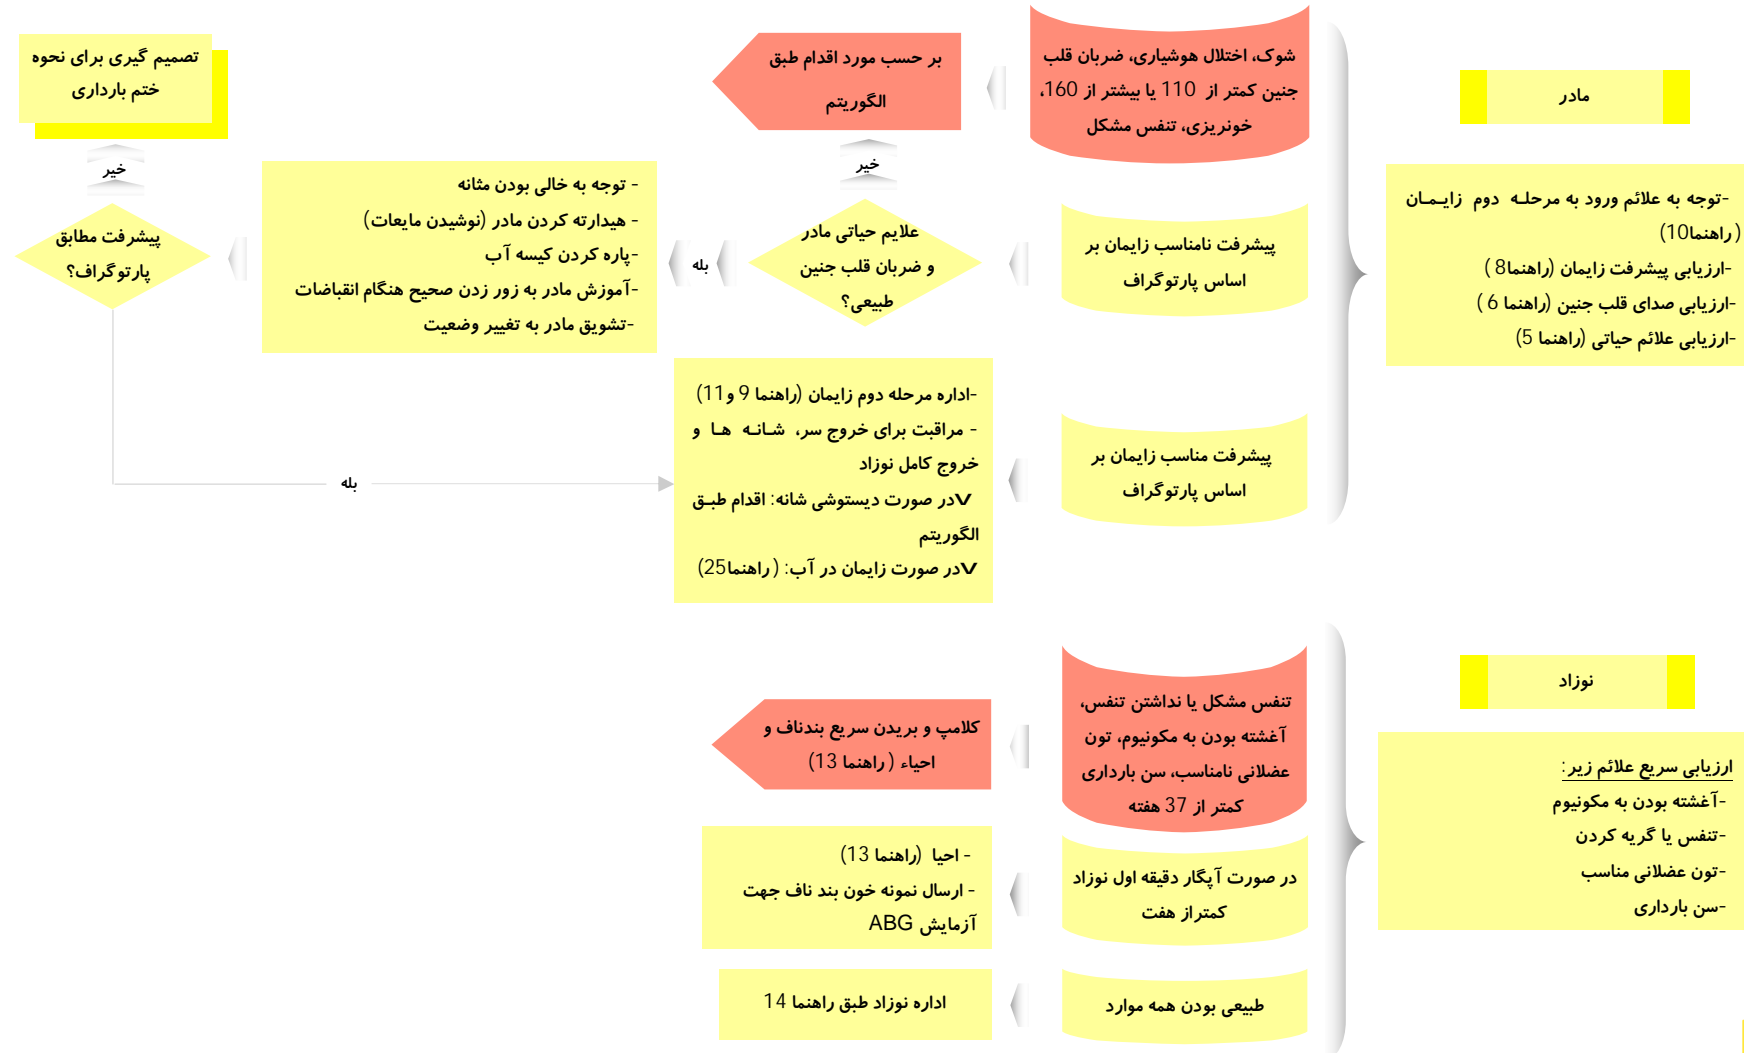 مادر
-توجه به علائم ورود به مرحله دوم زایمان
(راهنما10)
-ارزیابی پیشرفت زایمان (راهنما8)
-ارزیابی صدای قلب جنین (راهنما 6)
-ارزیابی علائم حیاتی (راهنما 5)
شوک، اختلال هوشیاری، ضربان قلب
جنین کمتر از 110 یا بیشتر از 160،
خونریزی، تنفس مشکل
بر حسب مورد اقدام طبق
الگوریتم
پیشرفت نامناسب زایمان بر
اساس پارتوگراف
خیر
علایم حیاتی مادر
و ضربان قلب جنین
طبیعی؟
بله
- توجه به خالی بودن مثانه
- هیدارته کردن مادر (نوشیدن مایعات)
-پاره کردن کیسه آب
-آموزش مادر به زور زدن صحیح هنگام انقباضات
-تشویق مادر به تغییر وضعیت
پیشرفت مطابق
پارتوگراف؟
خیر
تصمیم گیری برای نحوه
ختم بارداری
بله
پیشرفت مناسب زایمان بر
اساس پارتوگراف
-اداره مرحله دوم زایمان (راهنما 9 و11)
- مراقبت برای خروج سر، شانه ها و
خروج کامل نوزاد
✓در صورت دیستوشی شانه: اقدام طبق
الگوریتم
✓در صورت زایمان در آب: (راهنما25)
نوزاد
ارزیابی سریع علائم زیر:
-آغشته بودن به مکونیوم
-تنفس یا گریه کردن
-تون عضلانی مناسب
-سن بارداری
تنفس مشکل یا نداشتن تنفس،
آغشته بودن به مکونیوم، تون
عضلانی نامناسب، سن بارداری
کمتر از 37 هفته
کلامپ و بریدن سریع بندناف و
احیاء (راهنما 13)
در صورت آپگار دقیقه اول نوزاد
کمتراز هفت
- احیا (راهنما 13)
- ارسال نمونه خون بند ناف جهت
آزمایش ABG
طبیعی بودن همه موارد
اداره نوزاد طبق راهنما 14